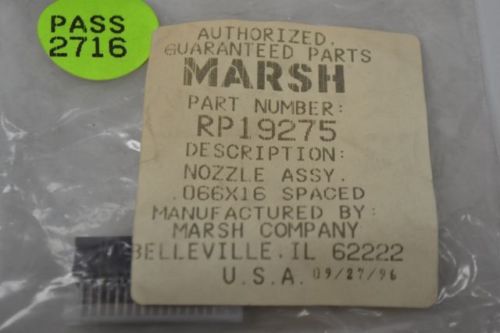 PASS
2716
AUTHORIZED.
GUARANTEED PARTS
MARSH
PART NUMBER:
RP19275
DESCRIPTION:
NOZZLE ASSY.
.066X16 SPACED
MANUFACTURED BY:
MARSH COMPANY
BELLEVILLE, IL 62222
U.S.A. 09/27/96